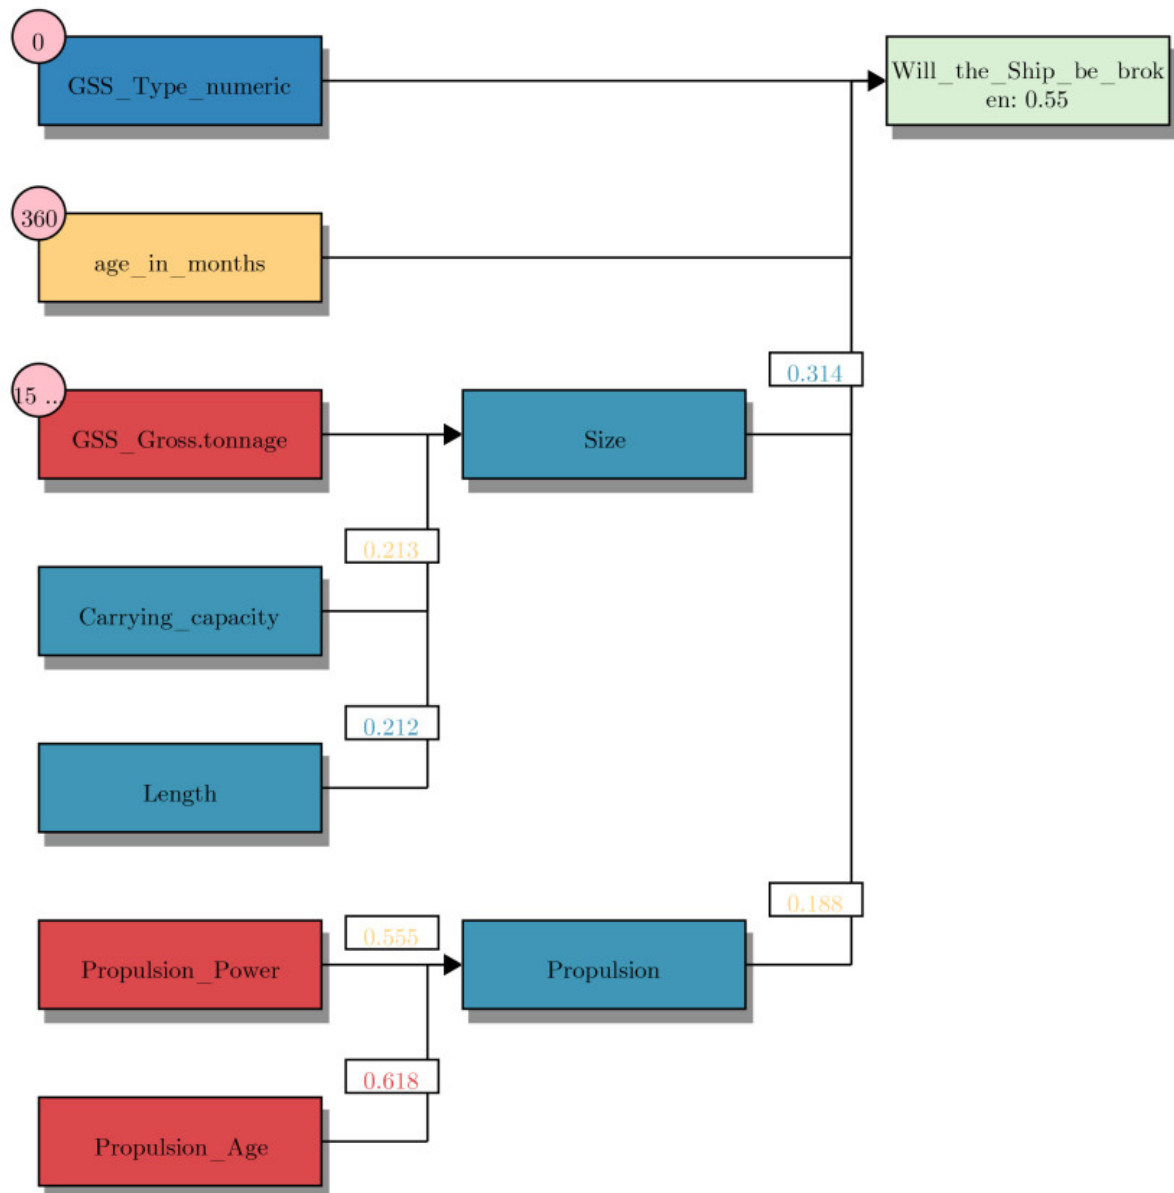 0
GSS_Type_numeric
Will_the_Ship_be_brok
en: 0.55
360
age_in_months
0.314
15 ...
GSS_Gross.tonnage
Size
0.213
Carrying_capacity
0.212
Length
0.188
0.555
Propulsion_Power
Propulsion
0.618
Propulsion_Age